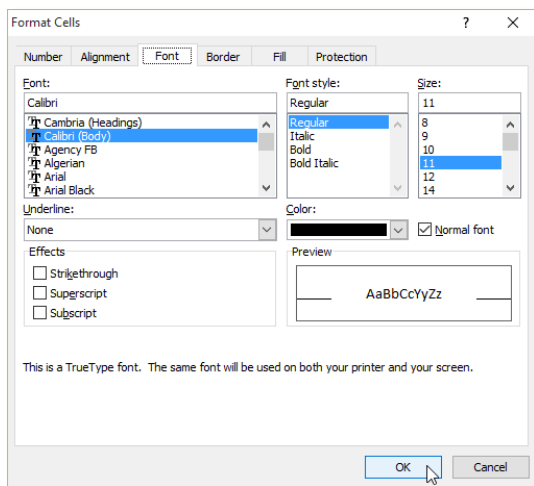 Format Cells ?
Number Alignment Font Border Fill Protection
Font: Font style: Size:
Calibri Regular 11
Cambria (Headings) Regular 8
Calibri (Body) Italic 9
Agency FB Bold 10
Algerian Bold Italic 11
Arial 12
Arial Black 14
Underline: Color:
None Normal font
Effects Preview
Strikethrough
Superscript AaBbCcYyZz
Subscript
This is a TrueType font. The same font will be used on both your printer and your screen.
OK Cancel